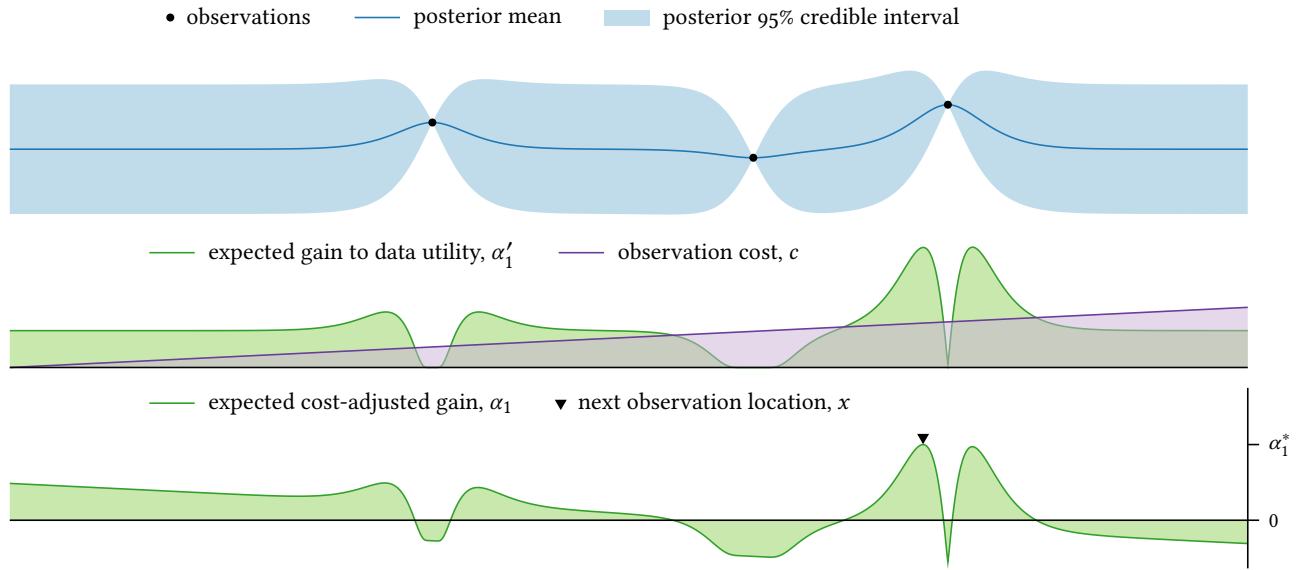 observations posterior mean posterior 95% credible interval
expected gain to data utility, α′₁ observation cost, c
expected cost-adjusted gain, α₁ next observation location, x
α₁*
0